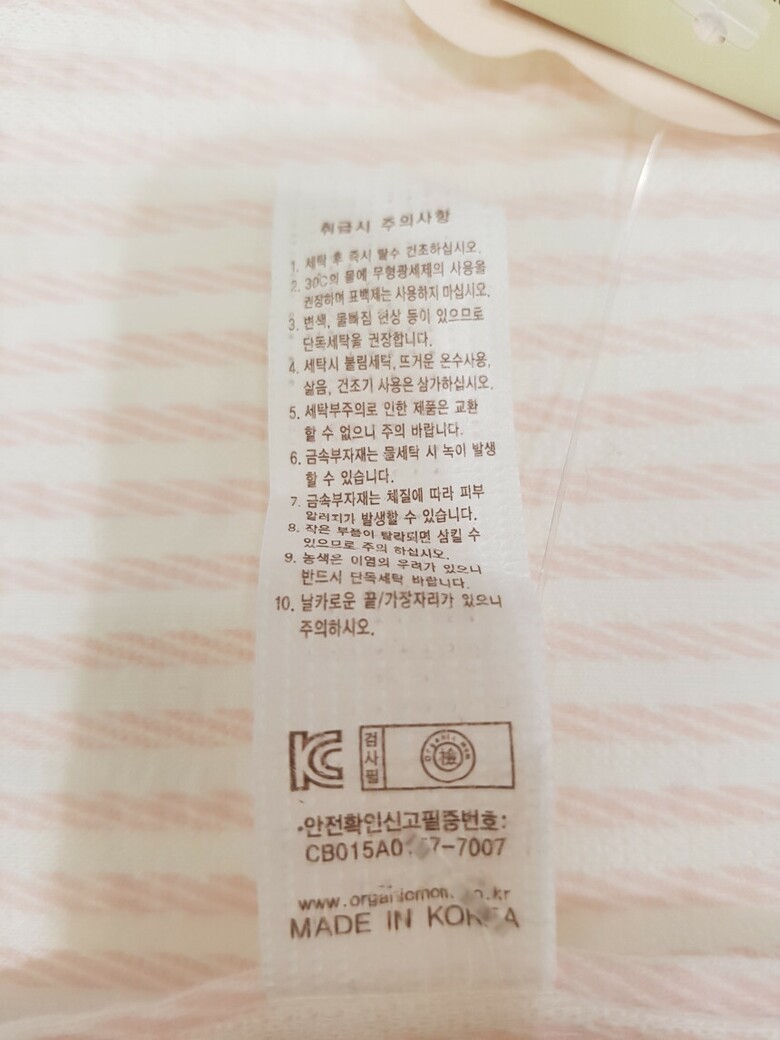 취급시 주의사항
1. 세탁 후 즉시 탈수 건조하십시오.
2. 30℃의 물에 무형광세제의 사용을
권장하며 표백제는 사용하지 마십시오.
3. 변색, 물빠짐 현상 등이 있으므로
단독세탁을 권장합니다.
4. 세탁시 불림세탁, 뜨거운 온수사용,
삶음, 건조기 사용은 삼가하십시오.
5. 세탁부주의로 인한 제품은 교환
할 수 없으니 주의 바랍니다.
6. 금속부자재는 물세탁 시 녹이 발생
할 수 있습니다.
7. 금속부자재는 체질에 따라 피부
알러지가 발생할 수 있습니다.
8. 작은 부품이 탈락되면 삼킬 수
있으므로 주의 하십시오.
9. 농색은 이염의 우려가 있으니
반드시 단독세탁 바랍니다.
10. 날카로운 끝/가장자리가 있으니
주의하시오.
KC 검사필 Organic mom 檢
·안전확인신고필증번호:
-7007
MADE IN KOREA